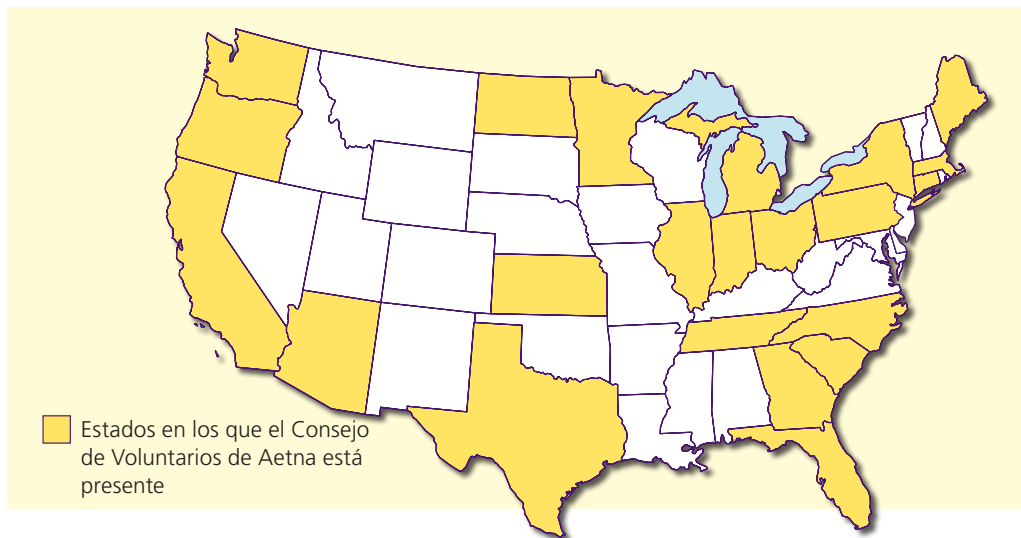 Estados en los que el Consejo
de Voluntarios de Aetna está
presente